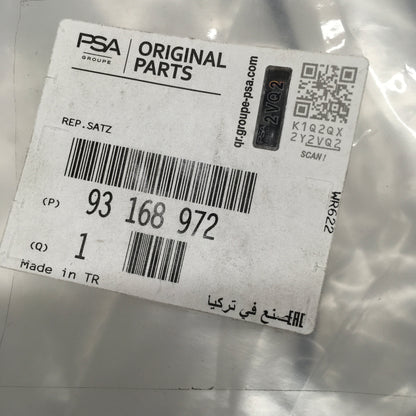 PSA
GROUPE
ORIGINAL
PARTS
qr.groupe-psa.com
2VQ2
K1Q2QX
2Y2VQ2
SCAN!
REP.SATZ
WR622
(P) 93 168 972
(Q) 1
Made in TR
صنع في تركيا
EAC